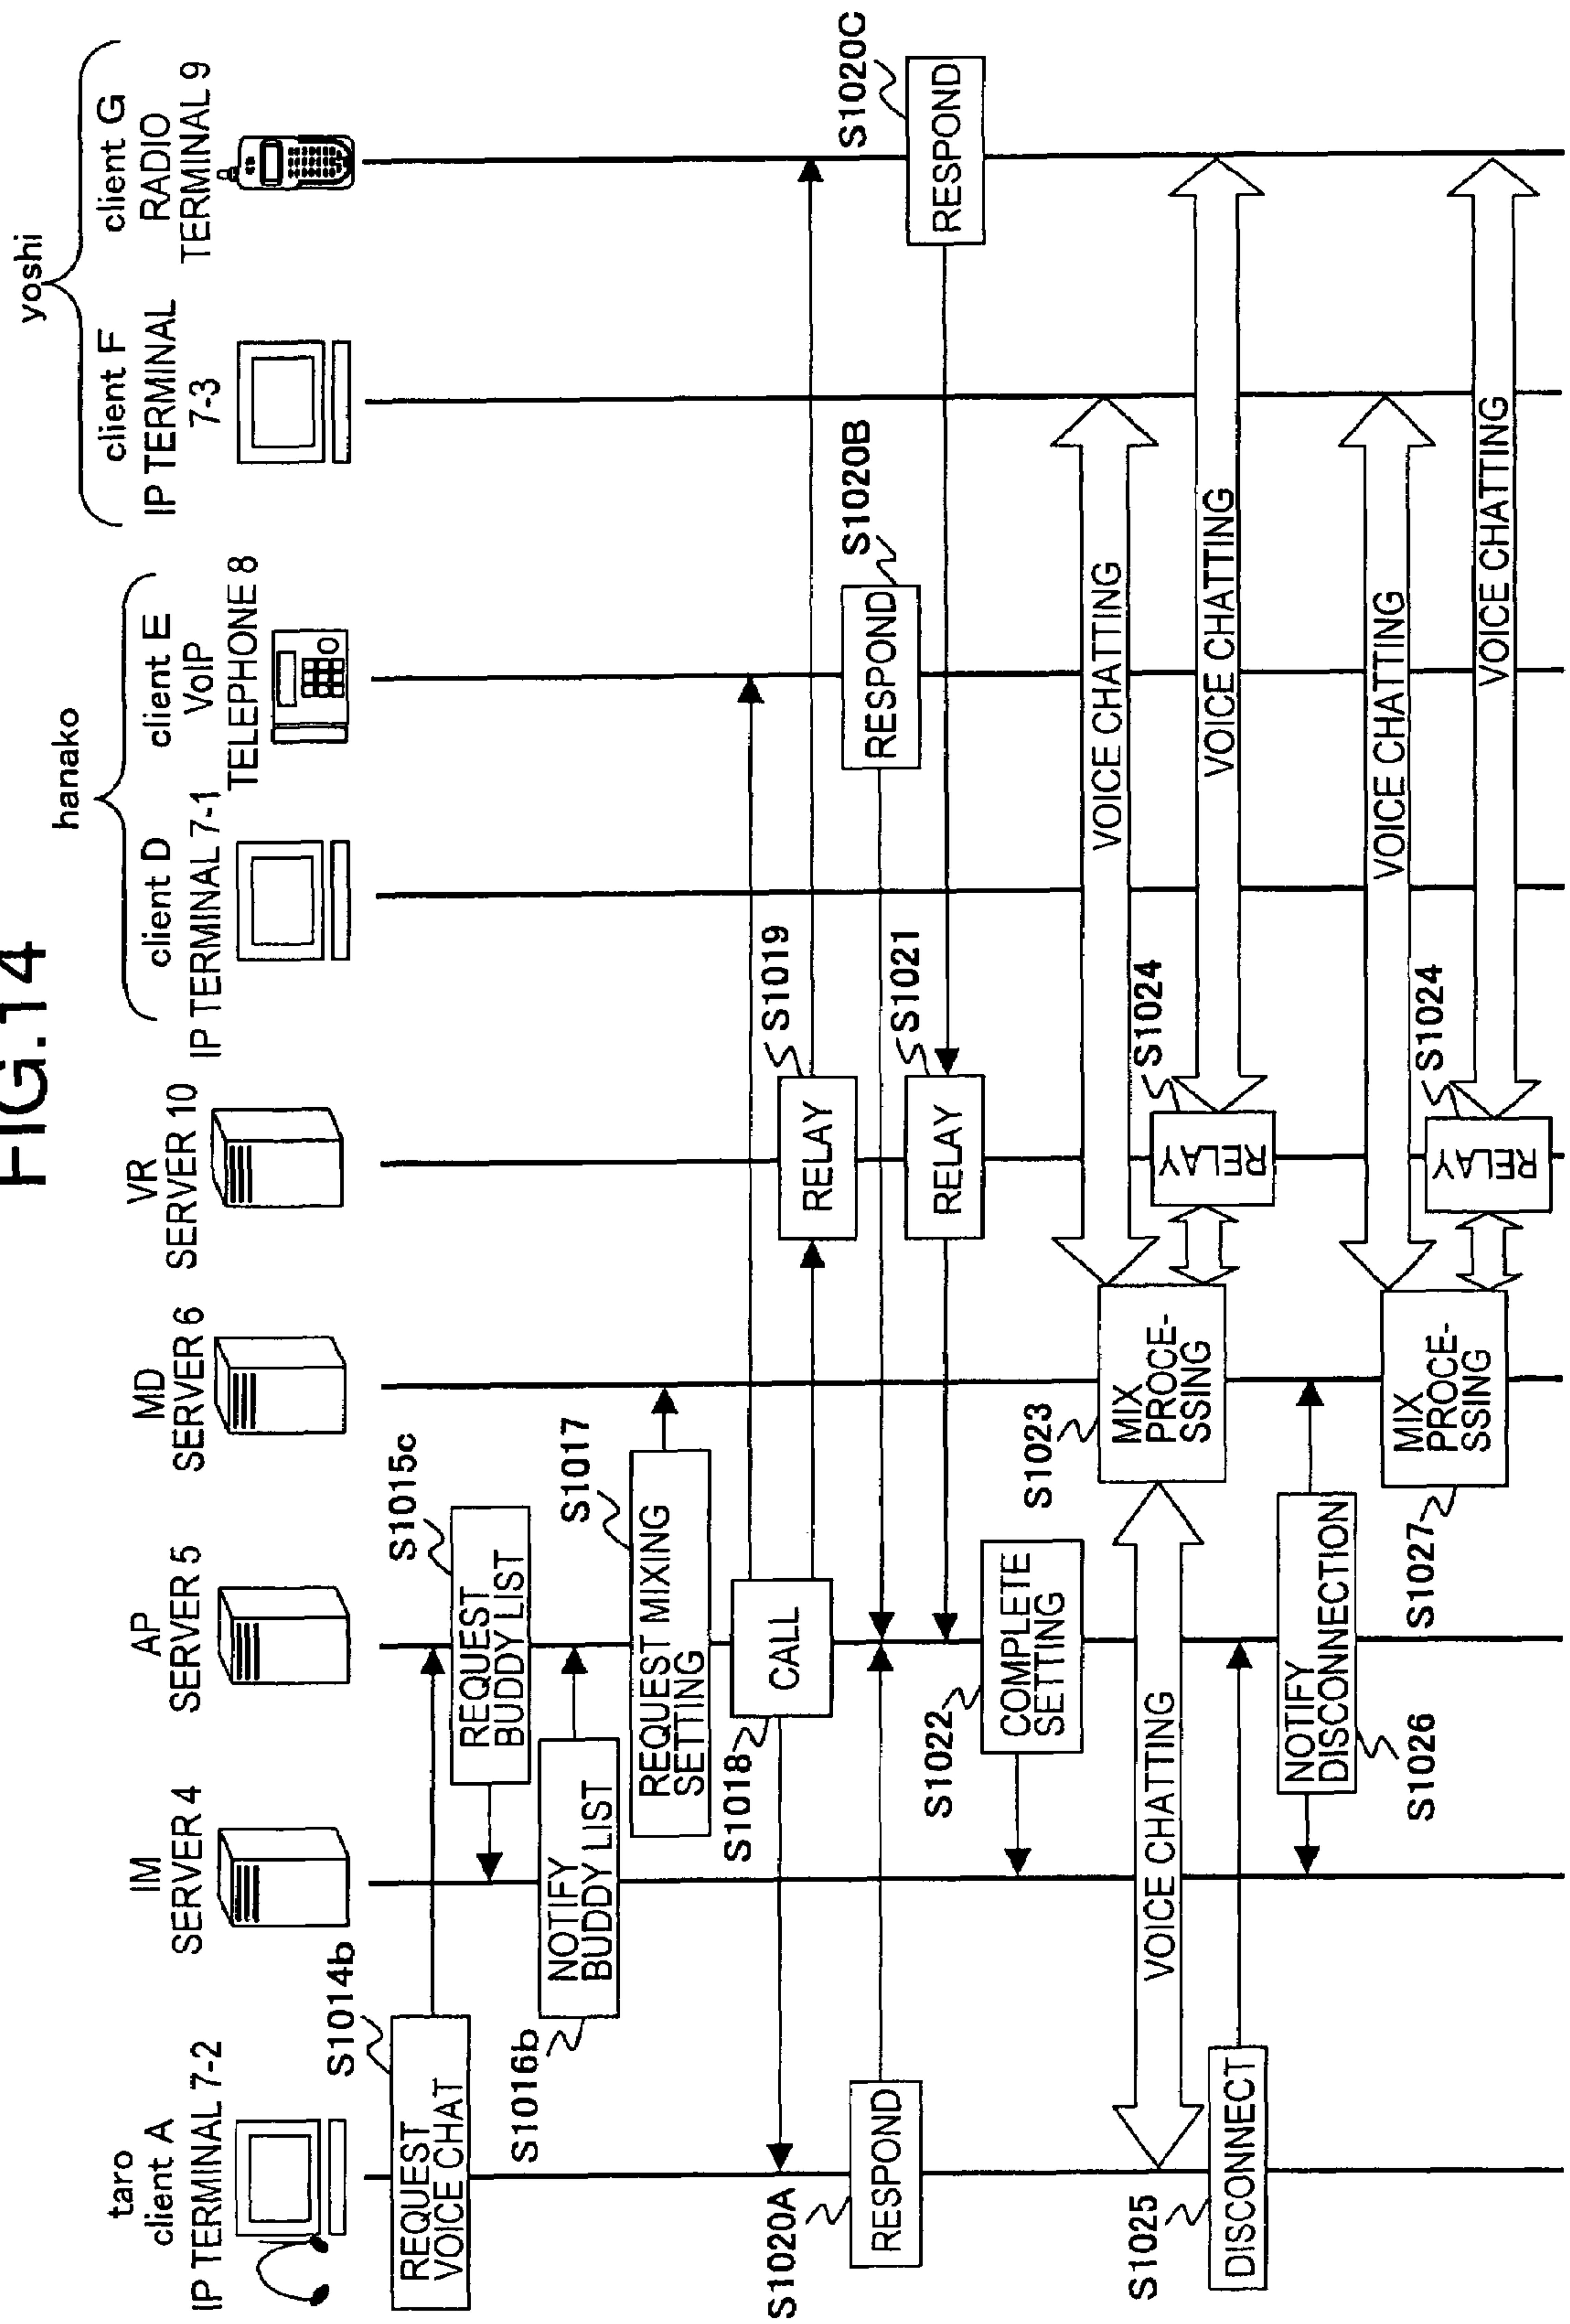 FIG.14
taro
client A
IP TERMINAL 7-2
IM
SERVER 4
AP
SERVER 5
MD
SERVER 6
VR
SERVER 10
hanako
client D
IP TERMINAL 7-1
client E
VoIP
TELEPHONE 8
yoshi
client F
IP TERMINAL
7-3
client G
RADIO
TERMINAL 9
S1014b
REQUEST
VOICE CHAT
S1015c
REQUEST
BUDDY LIST
S1016b
NOTIFY
BUDDY LIST
S1017
REQUEST MIXING
SETTING
S1018
CALL
S1019
RELAY
S1020A
RESPOND
S1020B
RESPOND
S1020C
RESPOND
S1021
RELAY
S1022
COMPLETE
SETTING
S1023
MIX
PROCE-
SSING
VOICE CHATTING
VOICE CHATTING
S1024
RELAY
VOICE CHATTING
S1025
DISCONNECT
S1026
NOTIFY
DISCONNECTION
S1027
MIX
PROCE-
SSING
VOICE CHATTING
S1024
RELAY
VOICE CHATTING